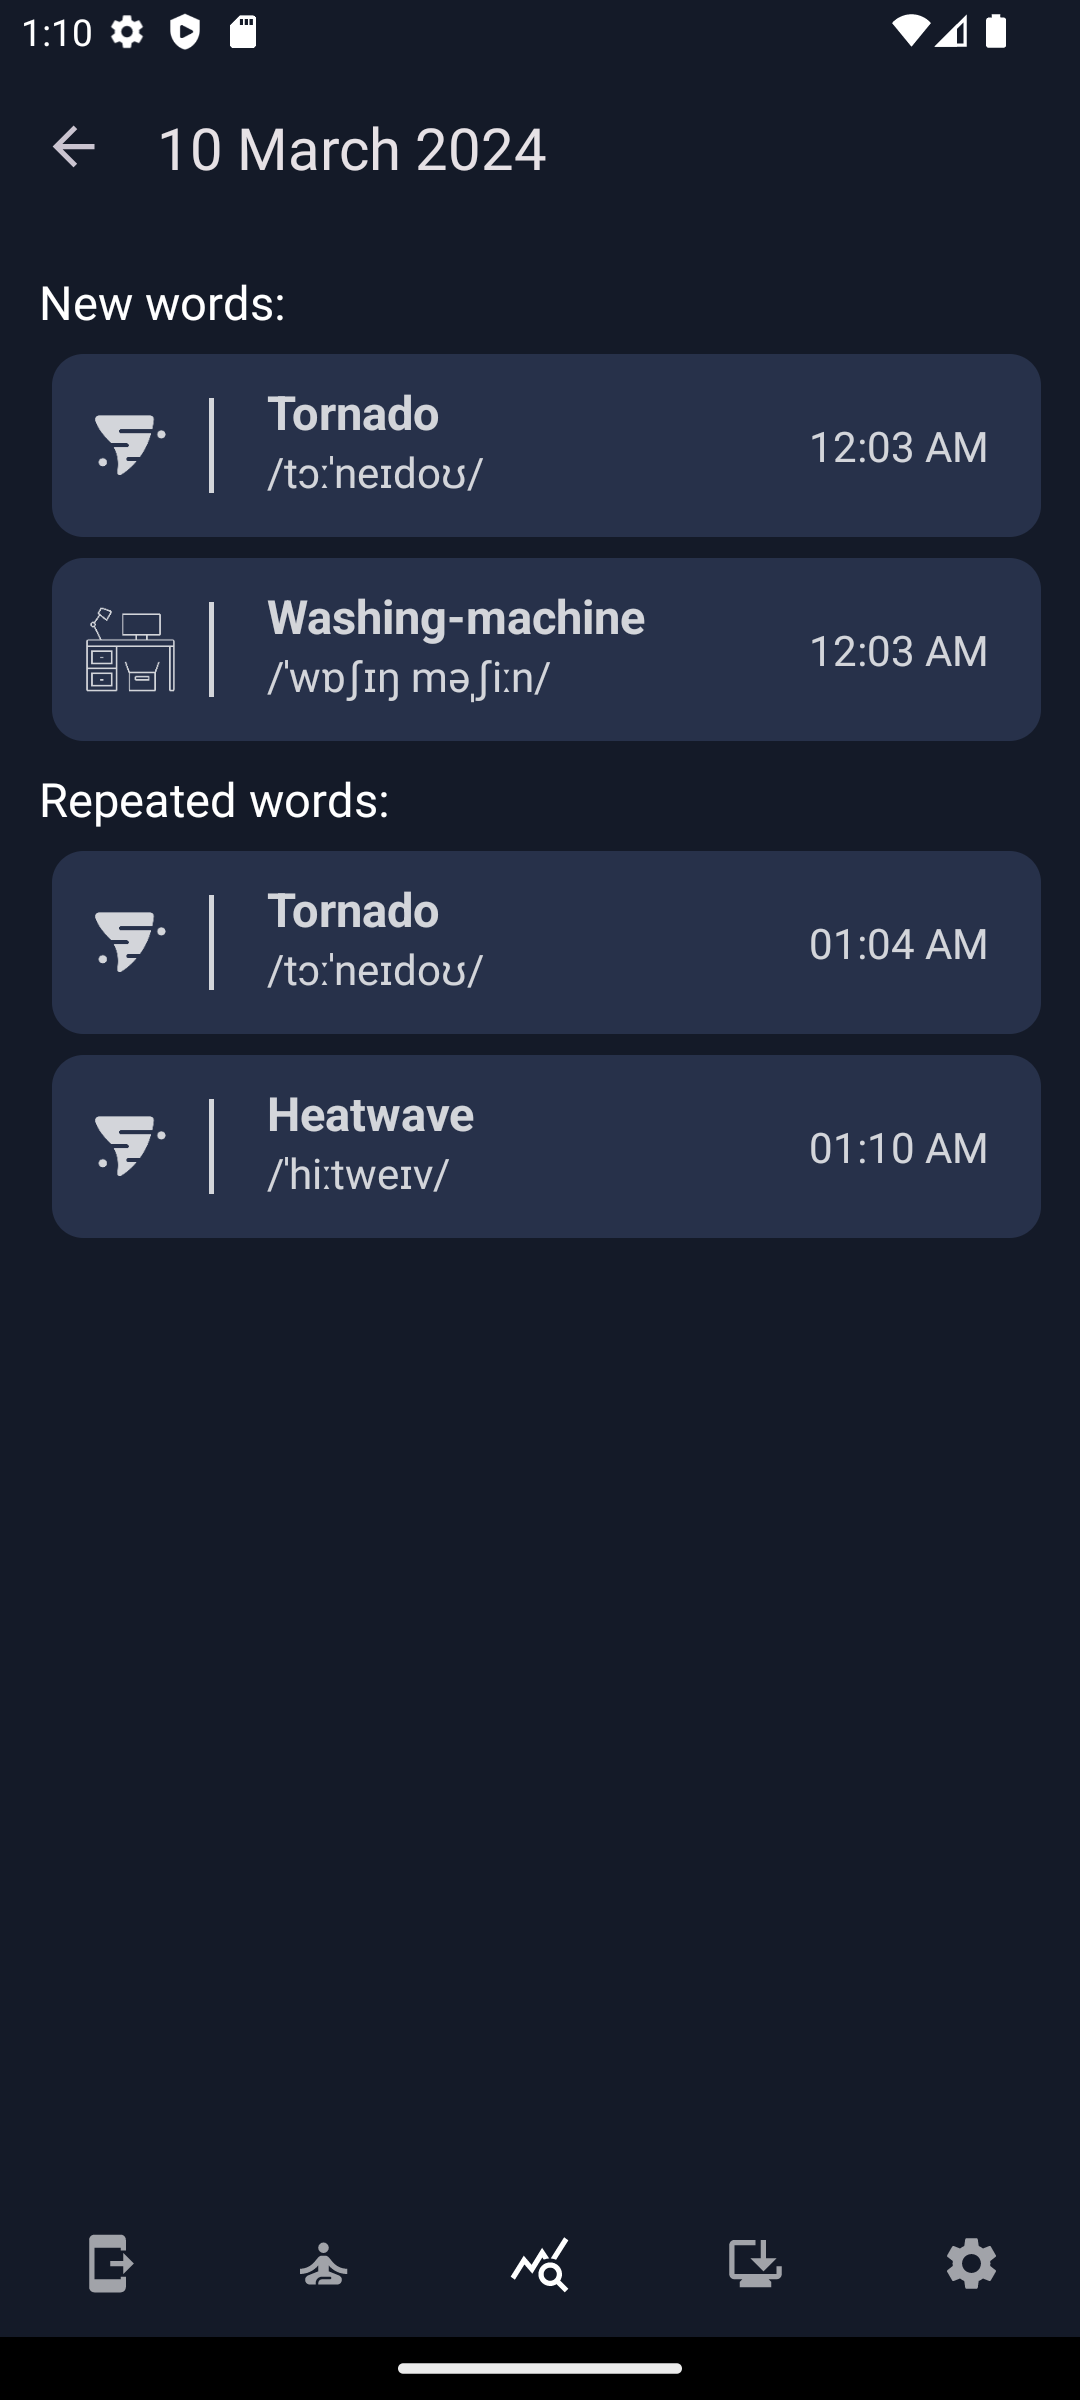 1:10
10 March 2024
New words:
Tornado
/tɔːˈneɪdoʊ/
12:03 AM
Washing-machine
/ˈwɒʃɪŋ məˌʃiːn/
12:03 AM
Repeated words:
Tornado
/tɔːˈneɪdoʊ/
01:04 AM
Heatwave
/ˈhiːtweɪv/
01:10 AM